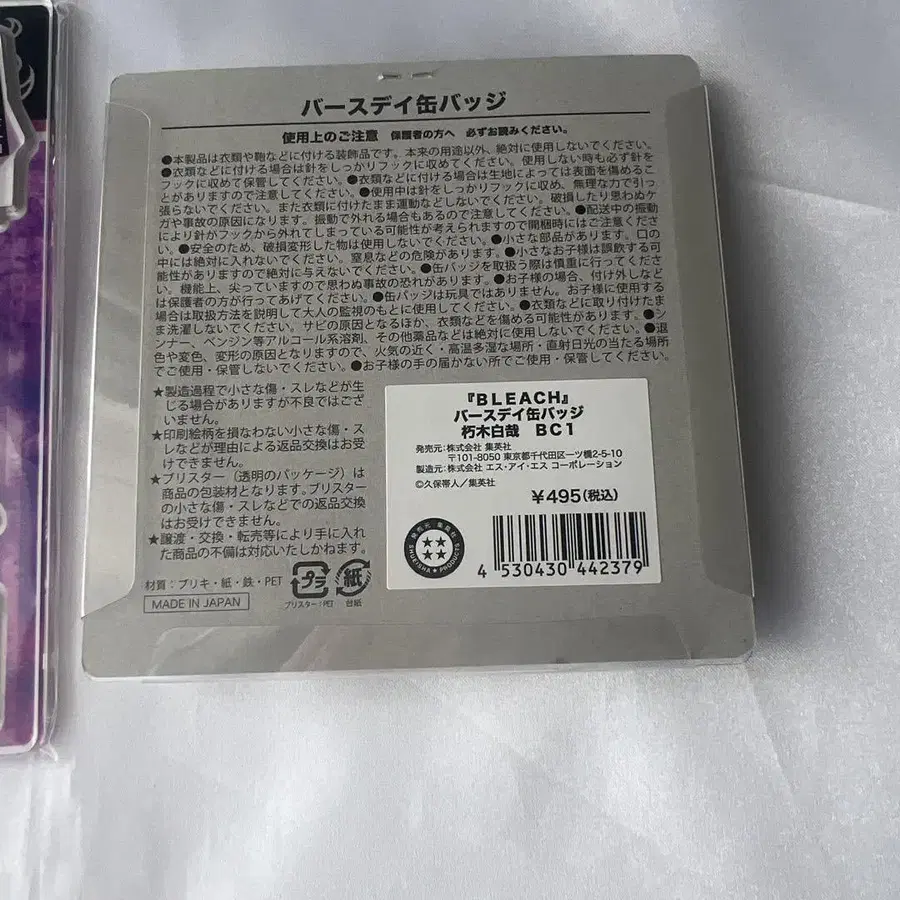 バースデイ缶バッジ
使用上のご注意 保護者の方へ 必ずお読みください。
●本製品は衣類や鞄などに付ける装飾品です。本来の用途以外、絶対に使用しないでください。
●衣類などに付ける場合は針をしっかりフックに収めてください。使用しない時も必ず針を
フックに収めて保管してください。●衣類などに付ける場合は生地によっては表面を傷めるこ
とがありますので注意してください。●使用中は針をしっかりフックに収め、無理な力で引っ
張らないでください。また衣類に付けたまま運動などしないでください。破損したり思わぬケ
ガや事故の原因になります。振動で外れる場合もあるので注意してください。●配送中の振動
により針がフックから外れてしまっている可能性が考えられますので開梱時にはご注意くださ
い。●安全のため、破損変形した物は使用しないでください。●小さな部品があります。口の
中には絶対に入れないでください。窒息などの危険があります。●小さなお子様は誤飲する可
能性がありますので絶対に与えないでください。●缶バッジを取扱う際は慎重に行ってくださ
い。機能上、尖っていますので思わぬ事故の恐れがあります。●お子様の場合、付け外しなど
は保護者の方が行ってあげてください。●缶バッジは玩具ではありません。お子様に使用する
場合は取扱方法を説明して大人の監視のもとに使用してください。●衣類などに取り付けたま
ま洗濯しないでください。サビの原因となるほか、衣類などを傷める可能性があります。●シ
ンナー、ベンジン等アルコール系溶剤、その他薬品などは絶対に使用しないでください。●退
色や変色、変形の原因となりますので、火気の近く・高温多湿な場所・直射日光の当たる場所
でご使用・保管しないでください。●お子様の手の届かない所でご使用・保管してください。
★製造過程で小さな傷・スレなどが生
じる場合がありますが不良ではござ
いません。
★印刷絵柄を損なわない小さな傷・ス
レなどが理由による返品交換はお受
けできません。
★ブリスター（透明のパッケージ）は
商品の包装材となります。ブリスター
の小さな傷・スレなどでの返品交換
はお受けできません。
★譲渡・交換・転売等により手に入れ
た商品の不備は対応いたしかねます。
材質：ブリキ・紙・鉄・PET
MADE IN JAPAN
プラ
ブリスター：PET
紙
台紙
『BLEACH』
バースデイ缶バッジ
朽木白哉 BC1
発売元：株式会社 集英社
〒101-8050 東京都千代田区一ツ橋2-5-10
製造元：株式会社 エス・アイ・エス コーポレーション
©久保帯人／集英社
¥495(税込)
発売元 集英社
SHUEISHA PRODUCTS
4 530430 442379